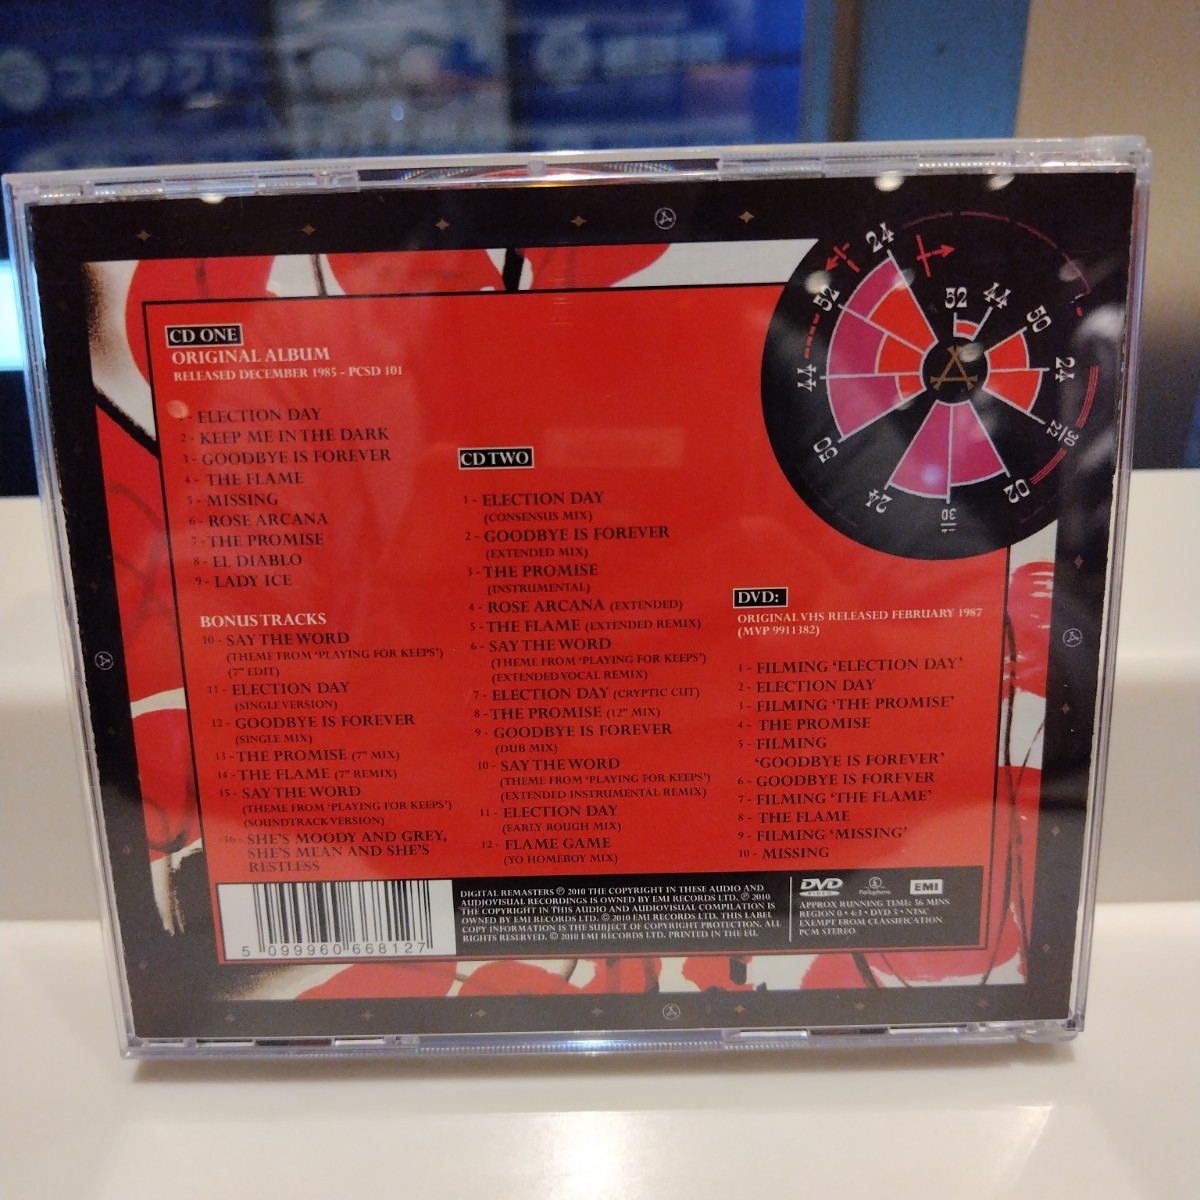 コンタクト
CD ONE
ORIGINAL ALBUM
RELEASED DECEMBER 1985 - PCSD 101
1 - ELECTION DAY
2 - KEEP ME IN THE DARK
3 - GOODBYE IS FOREVER
4 - THE FLAME
5 - MISSING
6 - ROSE ARCANA
7 - THE PROMISE
8 - EL DIABLO
9 - LADY ICE
BONUS TRACKS
10 - SAY THE WORD
(THEME FROM 'PLAYING FOR KEEPS')
(7" EDIT)
11 - ELECTION DAY
(SINGLE VERSION)
12 - GOODBYE IS FOREVER
(SINGLE MIX)
13 - THE PROMISE (7" MIX)
14 - THE FLAME (7" REMIX)
15 - SAY THE WORD
(THEME FROM 'PLAYING FOR KEEPS')
(SOUNDTRACK VERSION)
16 - SHE'S MOODY AND GREY,
SHE'S MEAN AND SHE'S
RESTLESS
CD TWO
1 - ELECTION DAY
(CONSENSUS MIX)
2 - GOODBYE IS FOREVER
(EXTENDED MIX)
3 - THE PROMISE
(INSTRUMENTAL)
4 - ROSE ARCANA (EXTENDED)
5 - THE FLAME (EXTENDED REMIX)
6 - SAY THE WORD
(THEME FROM 'PLAYING FOR KEEPS')
(EXTENDED VOCAL REMIX)
7 - ELECTION DAY (CRYPTIC CUT)
8 - THE PROMISE (12" MIX)
9 - GOODBYE IS FOREVER
(DUB MIX)
10 - SAY THE WORD
(THEME FROM 'PLAYING FOR KEEPS')
(EXTENDED INSTRUMENTAL REMIX)
11 - ELECTION DAY
(EARLY ROUGH MIX)
12 - FLAME GAME
(YO HOMEBOY MIX)
24
52
44
50
24
30
22
02
30
11
24
50
44
52
DVD:
ORIGINAL VHS RELEASED FEBRUARY 1987
(MVP 9911382)
1 - FILMING 'ELECTION DAY'
2 - ELECTION DAY
3 - FILMING 'THE PROMISE'
4 - THE PROMISE
5 - FILMING
'GOODBYE IS FOREVER'
6 - GOODBYE IS FOREVER
7 - FILMING 'THE FLAME'
8 - THE FLAME
9 - FILMING 'MISSING'
10 - MISSING
5 099960 668127
DIGITAL REMASTERS ℗ 2010 THE COPYRIGHT IN THESE AUDIO AND
AUDIOVISUAL RECORDINGS IS OWNED BY EMI RECORDS LTD. ℗ 2010
THE COPYRIGHT IN THIS AUDIO AND AUDIOVISUAL COMPILATION IS
OWNED BY EMI RECORDS LTD. © 2010 EMI RECORDS LTD. THIS LABEL
COPY INFORMATION IS THE SUBJECT OF COPYRIGHT PROTECTION. ALL
RIGHTS RESERVED. © 2010 EMI RECORDS LTD. PRINTED IN THE EU.
DVD VIDEO
Parlophone
EMI
APPROX RUNNING TIME: 56 MINS
REGION 0 • 4:3 • DVD 5 • NTSC
EXEMPT FROM CLASSIFICATION
PCM STEREO